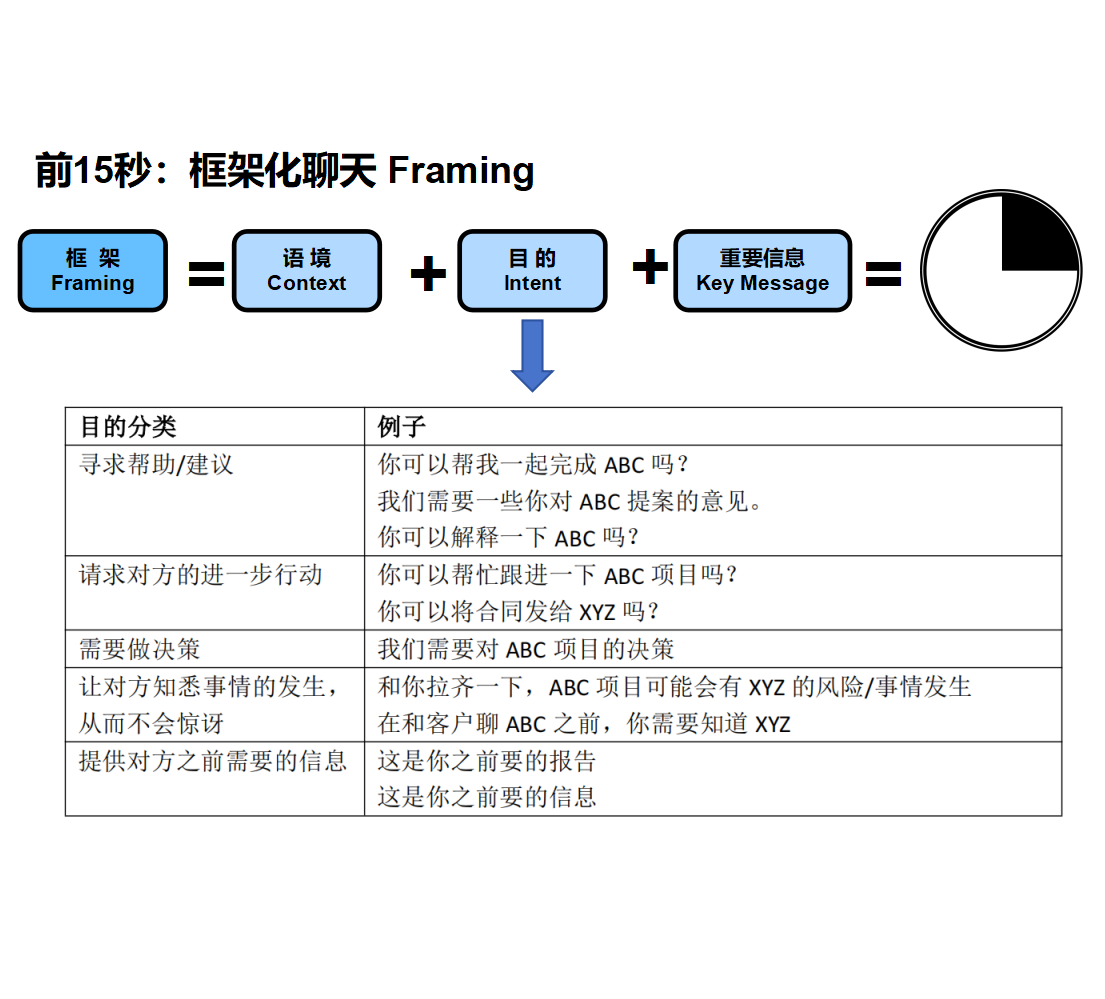 前15秒：框架化聊天 Framing
框 架
Framing
=
语 境
Context
+
目 的
Intent
+
重要信息
Key Message
=
目的分类
例子
寻求帮助/建议
你可以帮我一起完成 ABC 吗？
我们需要一些你对 ABC 提案的意见。
你可以解释一下 ABC 吗？
请求对方的进一步行动
你可以帮忙跟进一下 ABC 项目吗？
你可以将合同发给 XYZ 吗？
需要做决策
我们需要对 ABC 项目的决策
让对方知悉事情的发生，
从而不会惊讶
和你拉齐一下，ABC 项目可能会有 XYZ 的风险/事情发生
在和客户聊 ABC 之前，你需要知道 XYZ
提供对方之前需要的信息
这是你之前要的报告
这是你之前要的信息